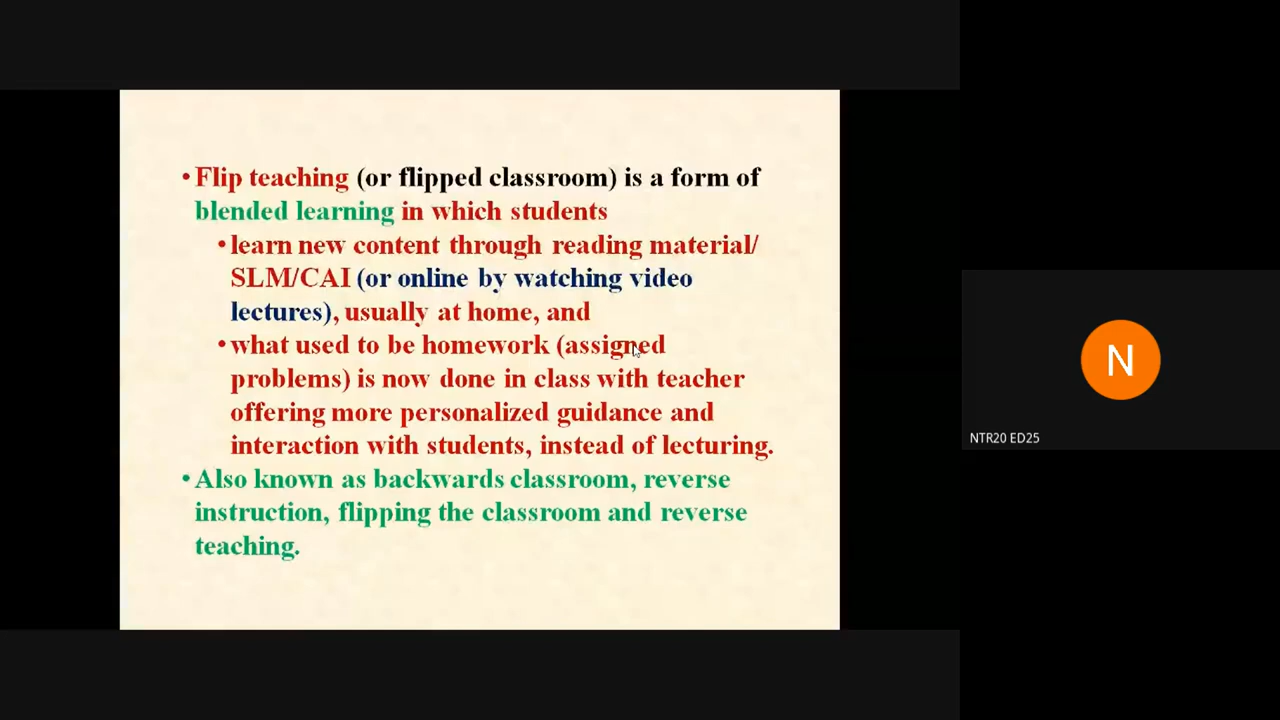 •Flip teaching (or flipped classroom) is a form of
blended learning in which students
•learn new content through reading material/
SLM/CAI (or online by watching video
lectures), usually at home, and
•what used to be homework (assigned
problems) is now done in class with teacher
offering more personalized guidance and
interaction with students, instead of lecturing.
•Also known as backwards classroom, reverse
instruction, flipping the classroom and reverse
teaching.
N
NTR20 ED25